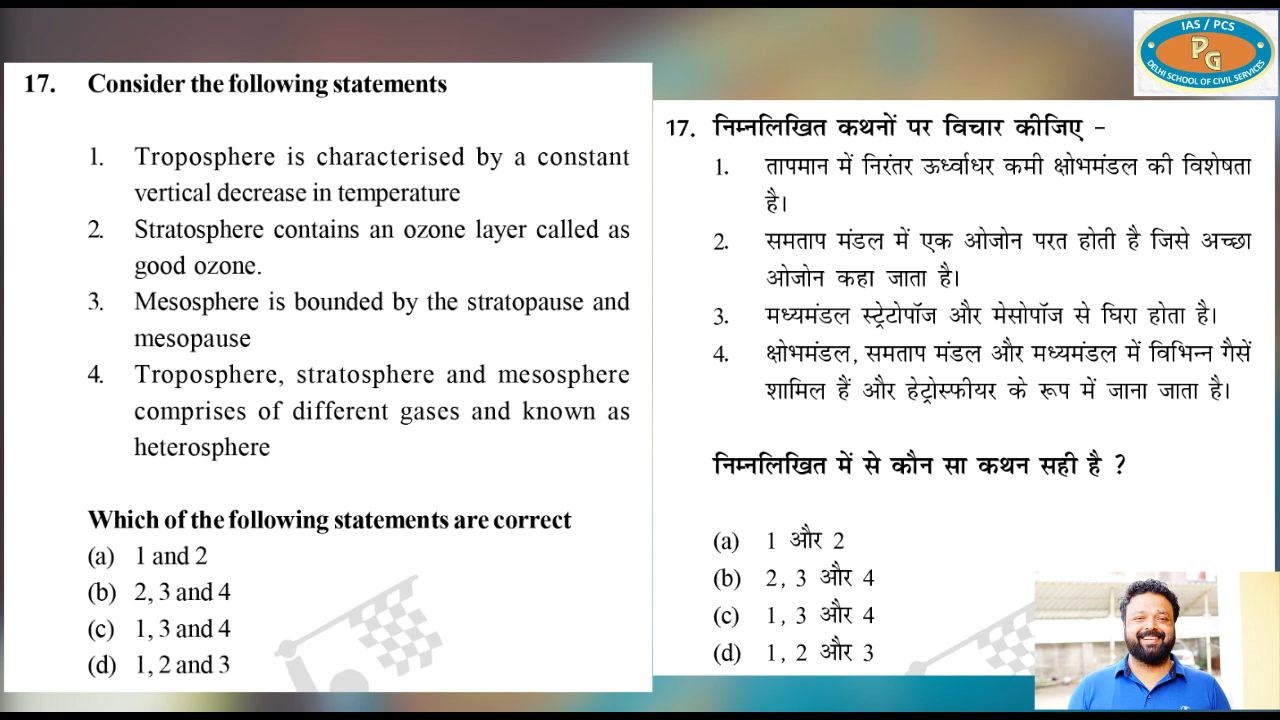 IAS / PCS
PG
DELHI SCHOOL OF CIVIL SERVICES
17. Consider the following statements
1. Troposphere is characterised by a constant
vertical decrease in temperature
2. Stratosphere contains an ozone layer called as
good ozone.
3. Mesosphere is bounded by the stratopause and
mesopause
4. Troposphere, stratosphere and mesosphere
comprises of different gases and known as
heterosphere
Which of the following statements are correct
(a) 1 and 2
(b) 2, 3 and 4
(c) 1, 3 and 4
(d) 1, 2 and 3
17. निम्नलिखित कथनों पर विचार कीजिए –
1. तापमान में निरंतर ऊर्ध्वाधर कमी क्षोभमंडल की विशेषता
है।
2. समताप मंडल में एक ओजोन परत होती है जिसे अच्छा
ओजोन कहा जाता है।
3. मध्यमंडल स्ट्रेटोपॉज और मेसोपॉज से घिरा होता है।
4. क्षोभमंडल, समताप मंडल और मध्यमंडल में विभिन्न गैसें
शामिल हैं और हेट्रोस्फीयर के रूप में जाना जाता है।
निम्नलिखित में से कौन सा कथन सही है ?
(a) 1 और 2
(b) 2, 3 और 4
(c) 1, 3 और 4
(d) 1, 2 और 3